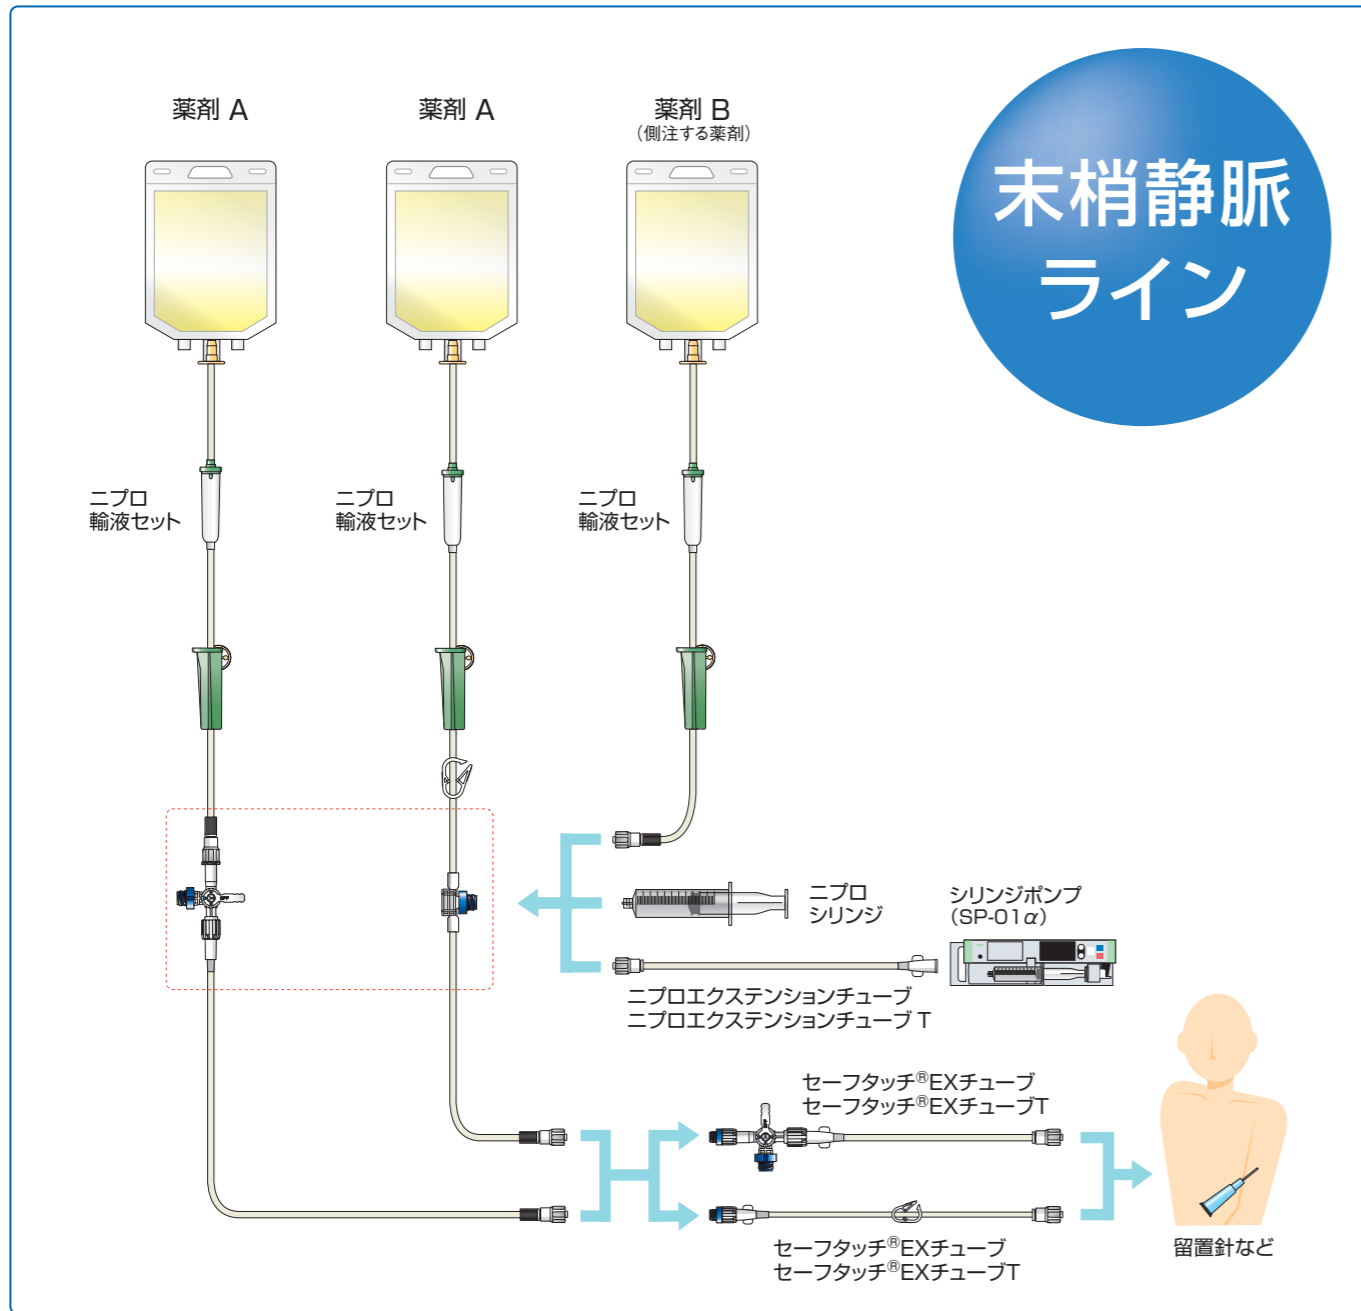 末梢静脈
ライン
薬剤 A
薬剤 A
薬剤 B
（側注する薬剤）
ニプロ
輸液セット
ニプロ
輸液セット
ニプロ
輸液セット
ニプロ
シリンジ
シリンジポンプ
（SP-01α）
ニプロエクステンションチューブ
ニプロエクステンションチューブ T
セーフタッチ®EXチューブ
セーフタッチ®EXチューブT
セーフタッチ®EXチューブ
セーフタッチ®EXチューブT
留置針など